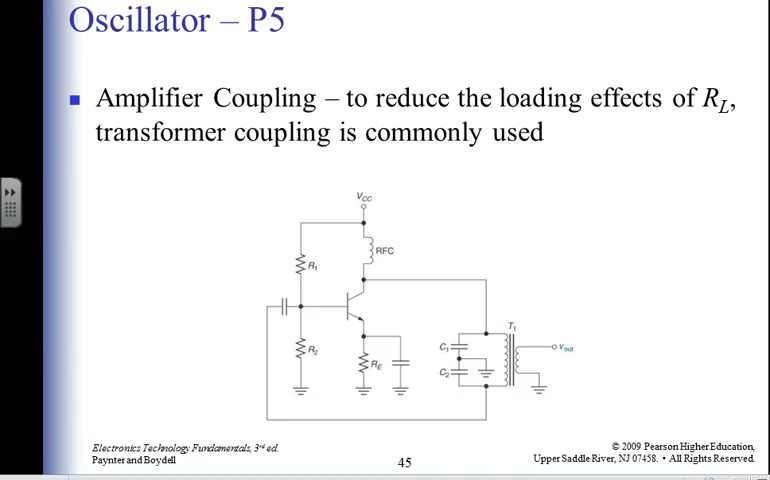 Oscillator – P5
Amplifier Coupling – to reduce the loading effects of RL,
transformer coupling is commonly used
VCC
RFC
R1
T1
C1
vout
R2
RE
C2
Electronics Technology Fundamentals, 3rd ed.
Paynter and Boydell
45
© 2009 Pearson Higher Education,
Upper Saddle River, NJ 07458. • All Rights Reserved.